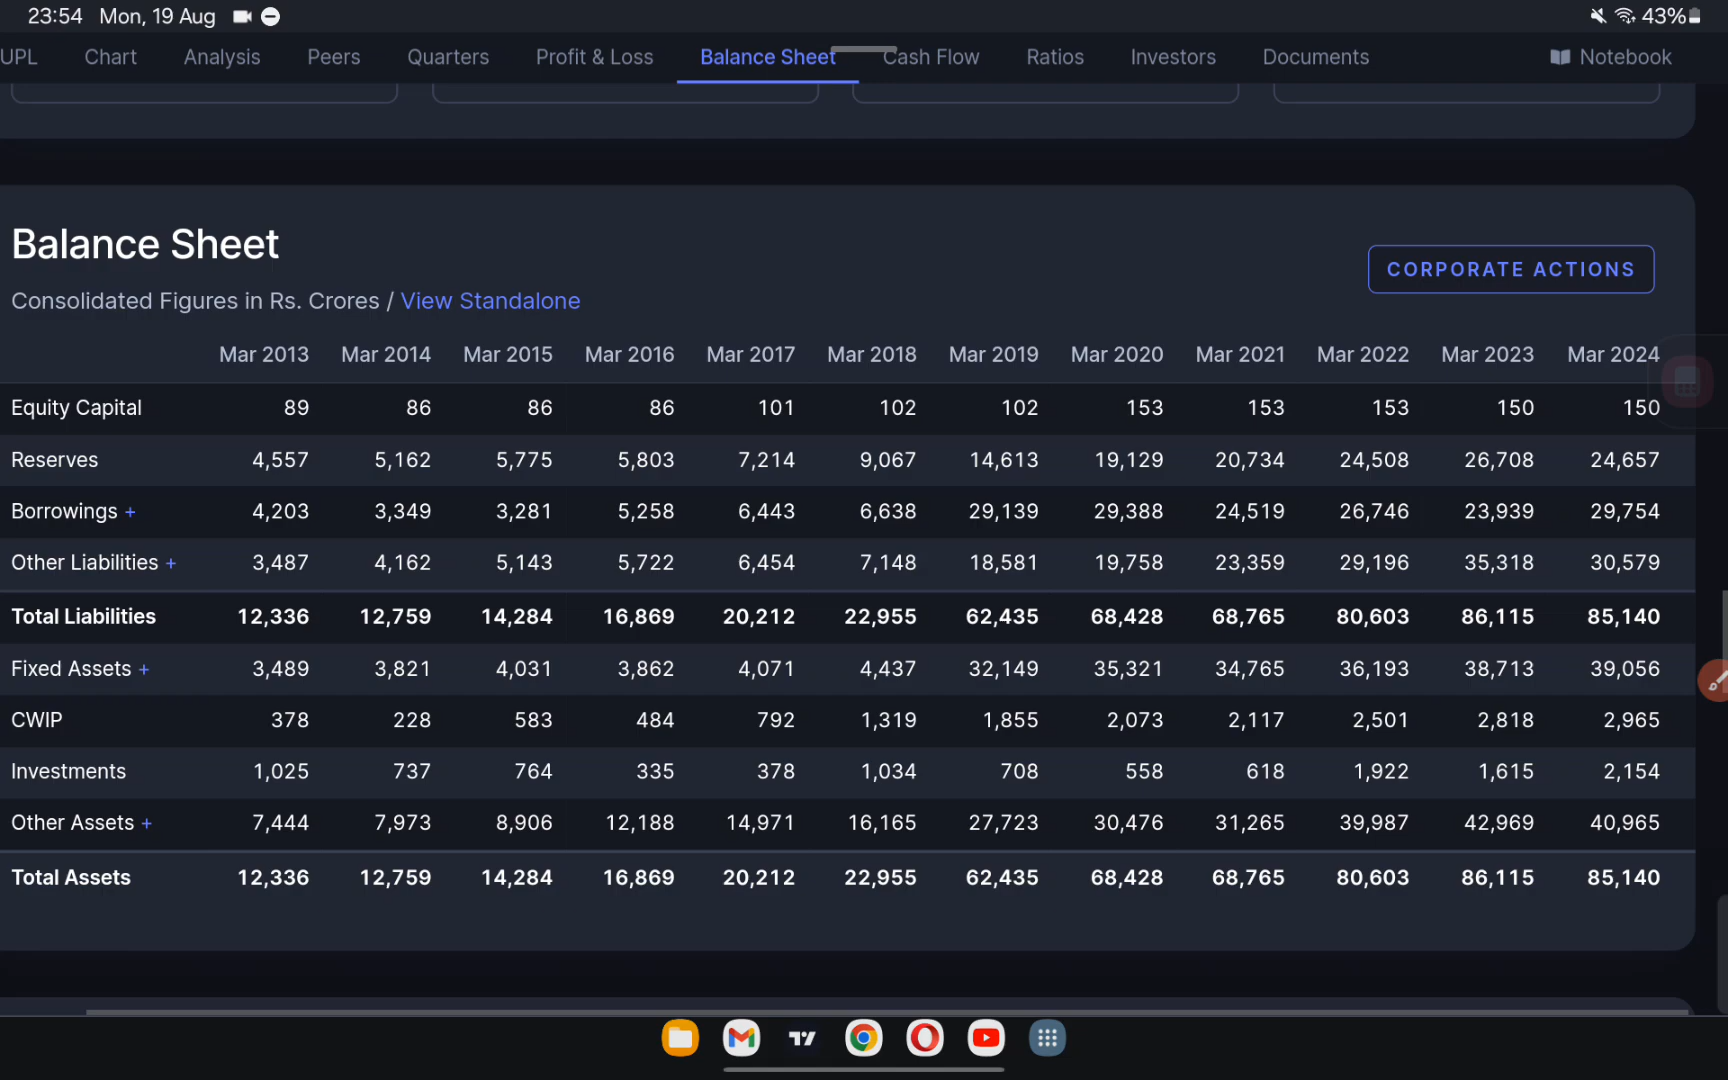 23:54 Mon, 19 Aug 43%
UPL Chart Analysis Peers Quarters Profit & Loss Balance Sheet Cash Flow Ratios Investors Documents Notebook
Balance Sheet
CORPORATE ACTIONS
Consolidated Figures in Rs. Crores / View Standalone
Mar 2013 Mar 2014 Mar 2015 Mar 2016 Mar 2017 Mar 2018 Mar 2019 Mar 2020 Mar 2021 Mar 2022 Mar 2023 Mar 2024
Equity Capital 89 86 86 86 101 102 102 153 153 153 150 150
Reserves 4,557 5,162 5,775 5,803 7,214 9,067 14,613 19,129 20,734 24,508 26,708 24,657
Borrowings + 4,203 3,349 3,281 5,258 6,443 6,638 29,139 29,388 24,519 26,746 23,939 29,754
Other Liabilities + 3,487 4,162 5,143 5,722 6,454 7,148 18,581 19,758 23,359 29,196 35,318 30,579
Total Liabilities 12,336 12,759 14,284 16,869 20,212 22,955 62,435 68,428 68,765 80,603 86,115 85,140
Fixed Assets + 3,489 3,821 4,031 3,862 4,071 4,437 32,149 35,321 34,765 36,193 38,713 39,056
CWIP 378 228 583 484 792 1,319 1,855 2,073 2,117 2,501 2,818 2,965
Investments 1,025 737 764 335 378 1,034 708 558 618 1,922 1,615 2,154
Other Assets + 7,444 7,973 8,906 12,188 14,971 16,165 27,723 30,476 31,265 39,987 42,969 40,965
Total Assets 12,336 12,759 14,284 16,869 20,212 22,955 62,435 68,428 68,765 80,603 86,115 85,140